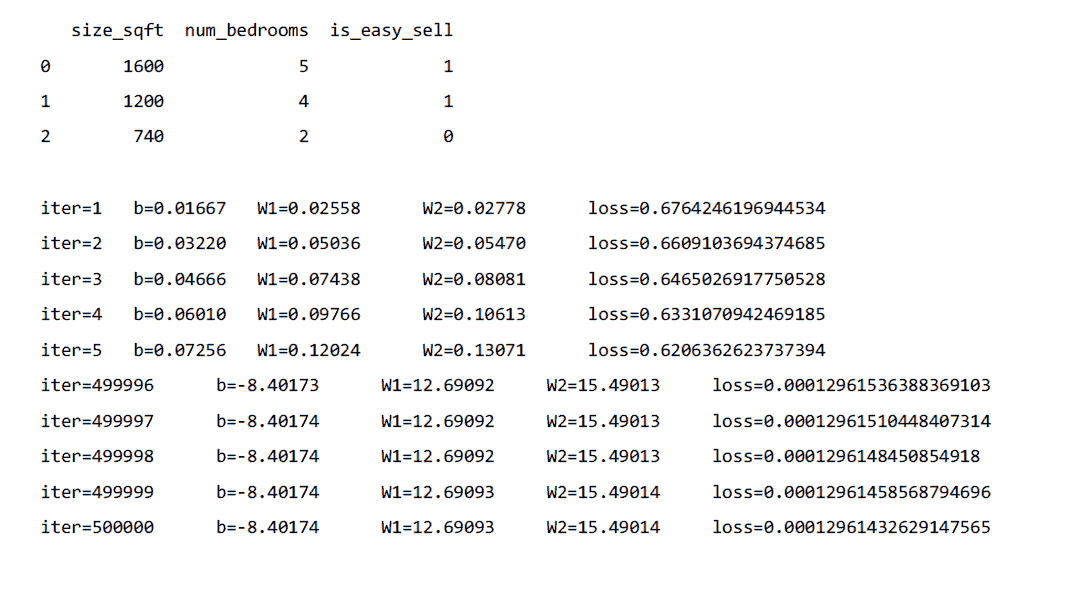 size_sqft num_bedrooms is_easy_sell
0 1600 5 1
1 1200 4 1
2 740 2 0
iter=1 b=0.01667 W1=0.02558 W2=0.02778 loss=0.6764246196944534
iter=2 b=0.03220 W1=0.05036 W2=0.05470 loss=0.6609103694374685
iter=3 b=0.04666 W1=0.07438 W2=0.08081 loss=0.6465026917750528
iter=4 b=0.06010 W1=0.09766 W2=0.10613 loss=0.6331070942469185
iter=5 b=0.07256 W1=0.12024 W2=0.13071 loss=0.6206362623737394
iter=499996 b=-8.40173 W1=12.69092 W2=15.49013 loss=0.00012961536388369103
iter=499997 b=-8.40174 W1=12.69092 W2=15.49013 loss=0.00012961510448407314
iter=499998 b=-8.40174 W1=12.69092 W2=15.49013 loss=0.0001296148450854918
iter=499999 b=-8.40174 W1=12.69093 W2=15.49014 loss=0.00012961458568794696
iter=500000 b=-8.40174 W1=12.69093 W2=15.49014 loss=0.00012961432629147565